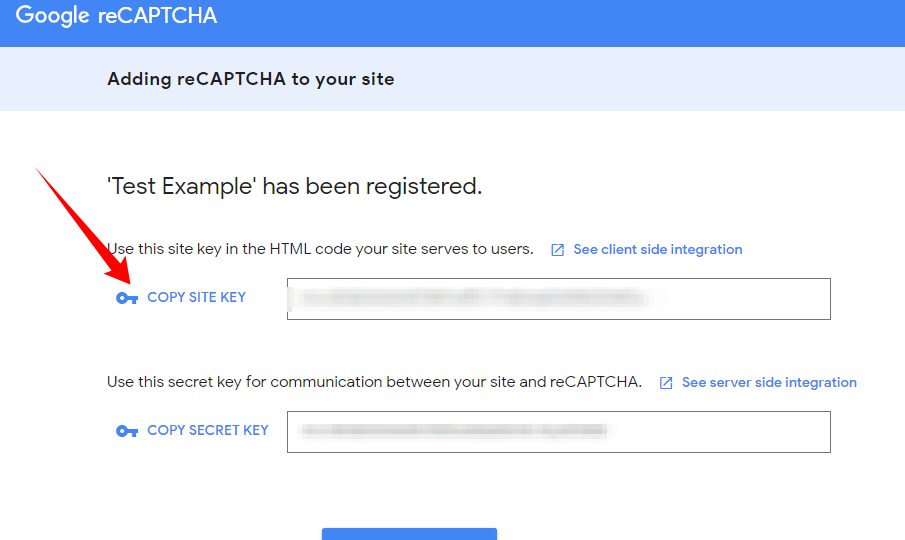 Google reCAPTCHA
Adding reCAPTCHA to your site
'Test Example' has been registered.
Use this site key in the HTML code your site serves to users. See client side integration
COPY SITE KEY
Use this secret key for communication between your site and reCAPTCHA. See server side integration
COPY SECRET KEY